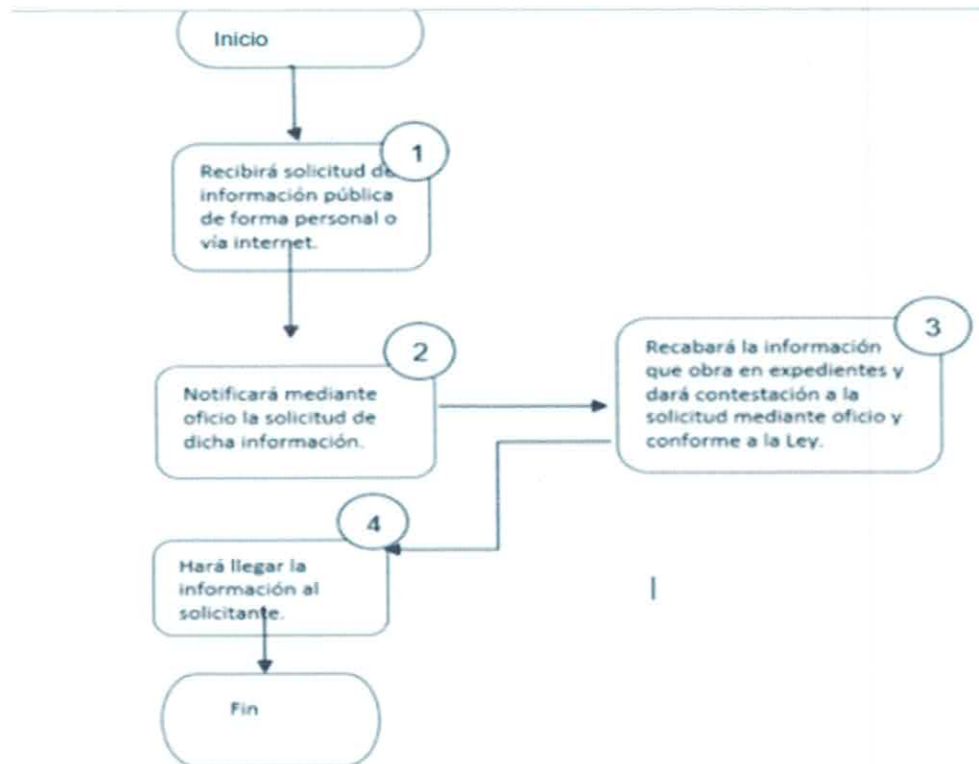 Inicio
1
Recibirá solicitud de
información pública
de forma personal o
vía internet.
2
Notificará mediante
oficio la solicitud de
dicha información.
3
Recabará la información
que obra en expedientes y
dará contestación a la
solicitud mediante oficio y
conforme a la Ley.
4
Hará llegar la
información al
solicitante.
Fin